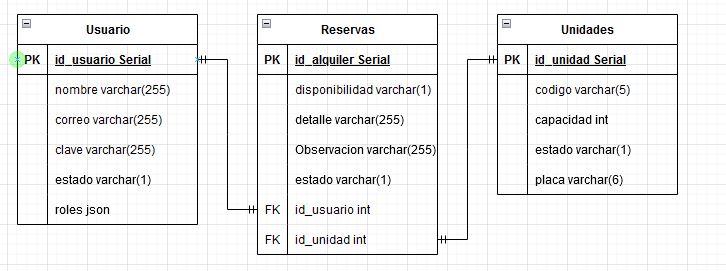 Usuario
PK id_usuario Serial
nombre varchar(255)
correo varchar(255)
clave varchar(255)
estado varchar(1)
roles json
Reservas
PK id_alquiler Serial
disponibilidad varchar(1)
detalle varchar(255)
Observacion varchar(255)
estado varchar(1)
FK id_usuario int
FK id_unidad int
Unidades
PK id_unidad Serial
codigo varchar(5)
capacidad int
estado varchar(1)
placa varchar(6)